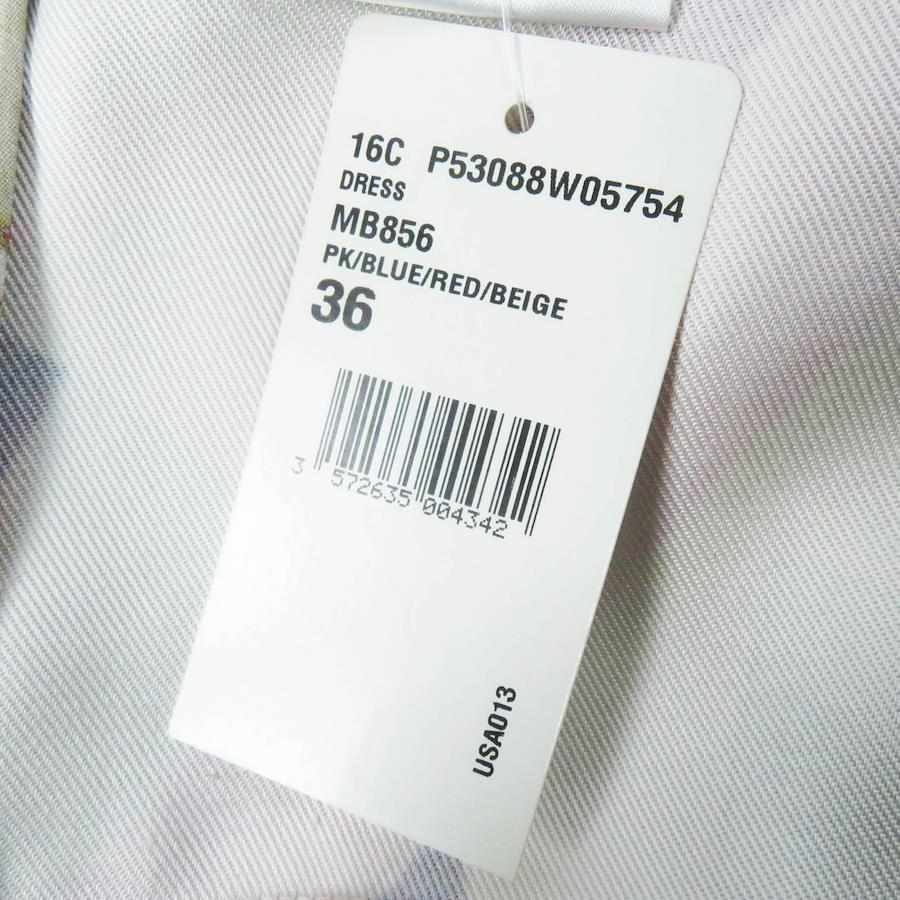 16C P53088W05754
DRESS
MB856
PK/BLUE/RED/BEIGE
36
3 572635 004342
USA013